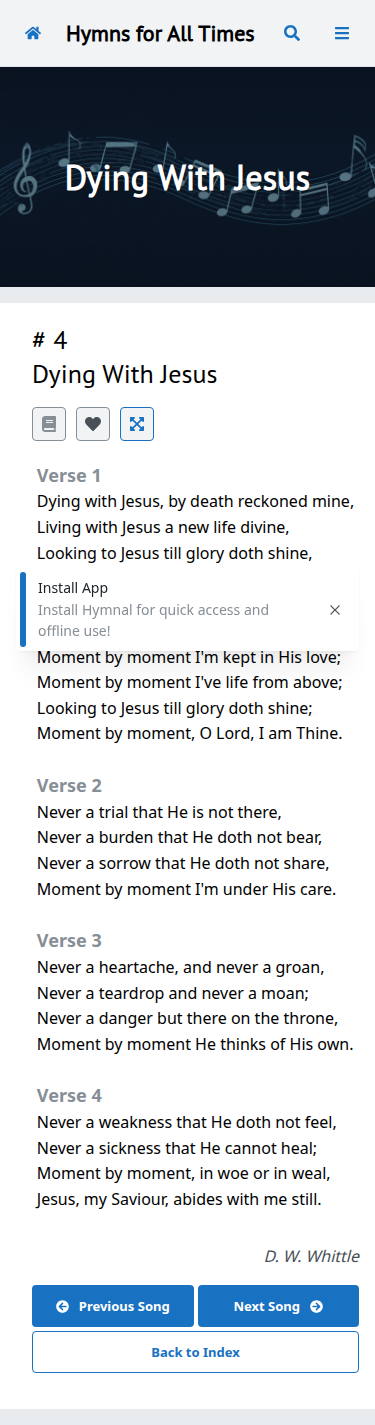 Hymns for All Times
Dying With Jesus
# 4
Dying With Jesus
Verse 1
Dying with Jesus, by death reckoned mine,
Living with Jesus a new life divine,
Looking to Jesus till glory doth shine,
Install App
Install Hymnal for quick access and
offline use!
Moment by moment I'm kept in His love;
Moment by moment I've life from above;
Looking to Jesus till glory doth shine;
Moment by moment, O Lord, I am Thine.
Verse 2
Never a trial that He is not there,
Never a burden that He doth not bear,
Never a sorrow that He doth not share,
Moment by moment I'm under His care.
Verse 3
Never a heartache, and never a groan,
Never a teardrop and never a moan;
Never a danger but there on the throne,
Moment by moment He thinks of His own.
Verse 4
Never a weakness that He doth not feel,
Never a sickness that He cannot heal;
Moment by moment, in woe or in weal,
Jesus, my Saviour, abides with me still.
D. W. Whittle
Previous Song
Next Song
Back to Index